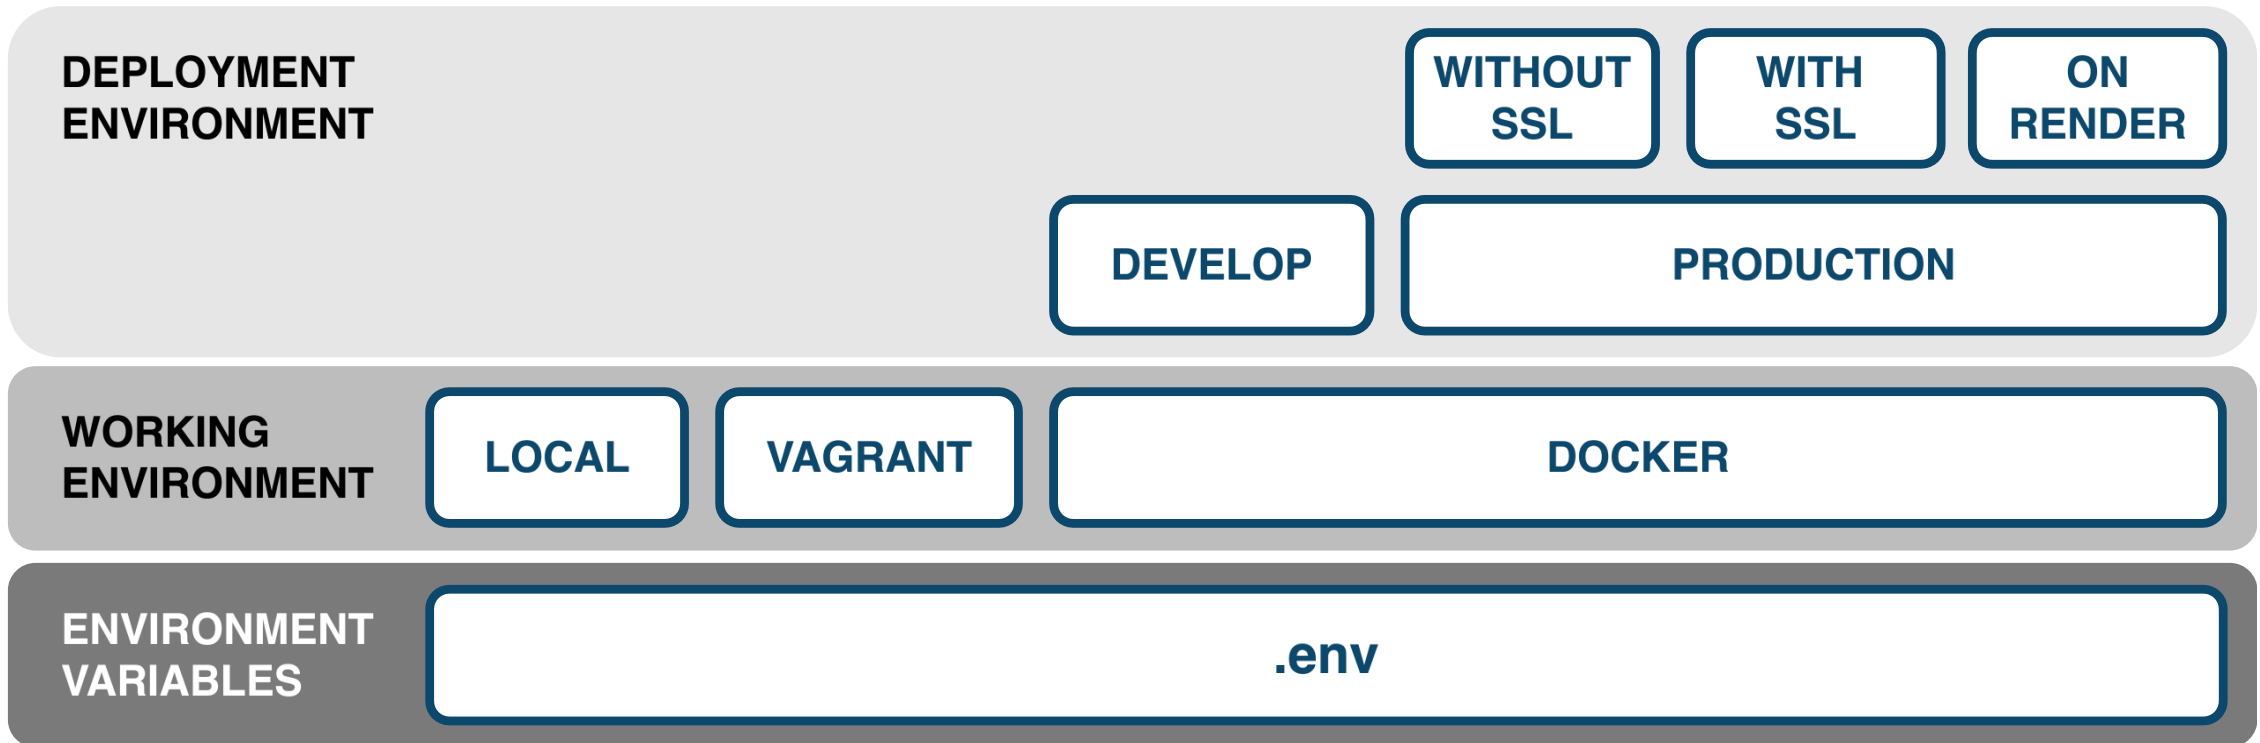 DEPLOYMENT
ENVIRONMENT
WITHOUT
SSL
WITH
SSL
ON
RENDER
DEVELOP
PRODUCTION
WORKING
ENVIRONMENT
LOCAL
VAGRANT
DOCKER
ENVIRONMENT
VARIABLES
.env